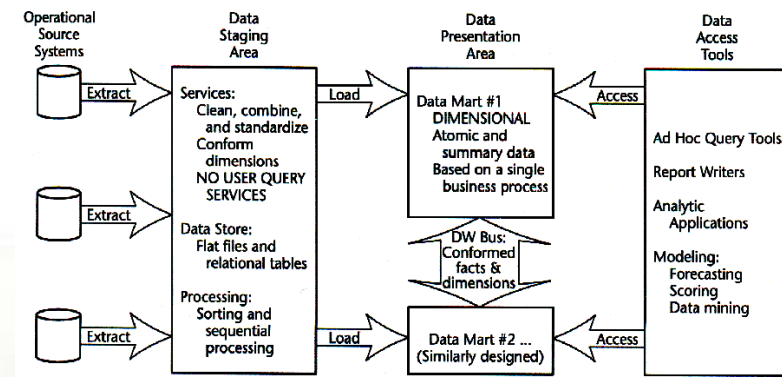 Operational
Source
Systems
Data
Staging
Area
Data
Presentation
Area
Data
Access
Tools
Extract
Extract
Extract
Services:
Clean, combine,
and standardize
Conform
dimensions
NO USER QUERY
SERVICES
Data Store:
Flat files and
relational tables
Processing:
Sorting and
sequential
processing
Load
Load
Data Mart #1
DIMENSIONAL
Atomic and
summary data
Based on a single
business process
DW Bus:
Conformed
facts &
dimensions
Data Mart #2 ...
(Similarly designed)
Access
Access
Ad Hoc Query Tools
Report Writers
Analytic
Applications
Modeling:
Forecasting
Scoring
Data mining